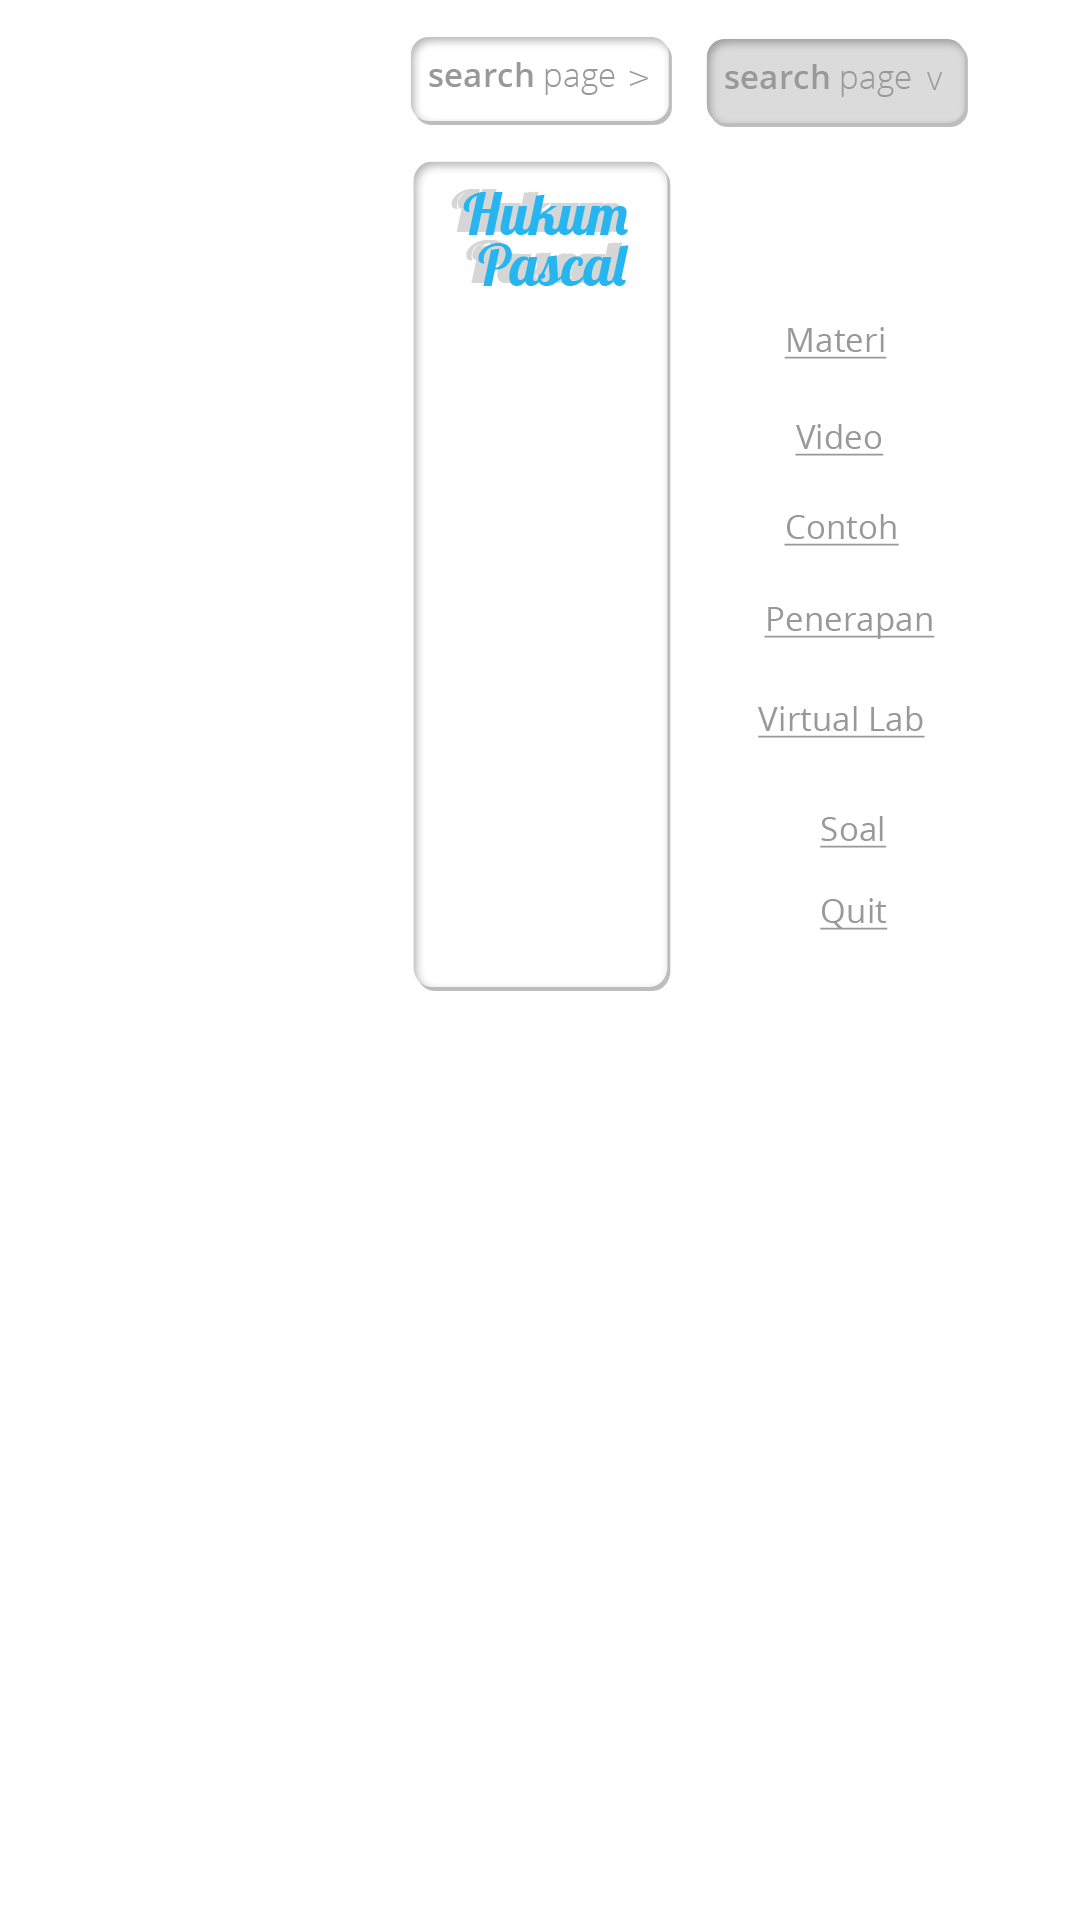 search page >
search page v
Hukum
Pascal
Materi
Video
Contoh
Penerapan
Virtual Lab
Soal
Quit